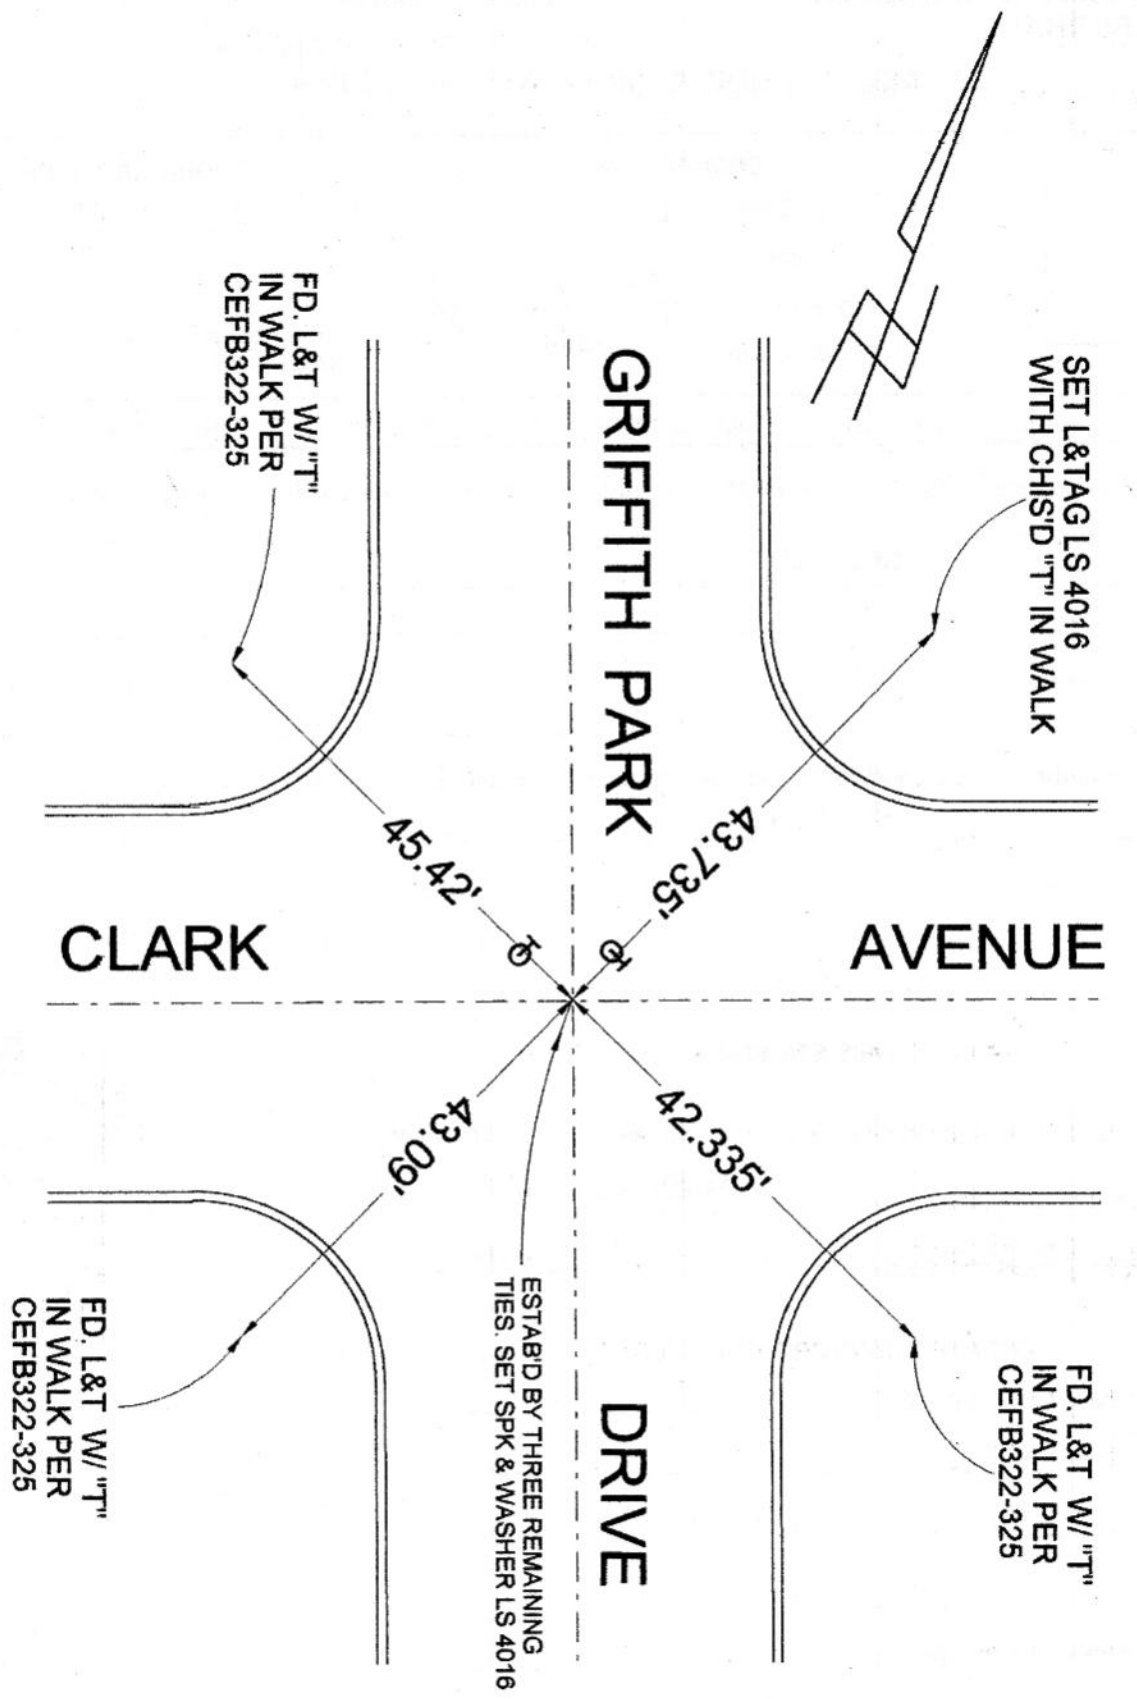 SET L&TAG LS 4016
WITH CHIS'D "T" IN WALK
FD. L&T W/ "T"
IN WALK PER
CEFB322-325
GRIFFITH PARK
DRIVE
43.735'
45.42'
CLARK
AVENUE
42.335'
43.09'
ESTAB'D BY THREE REMAINING
TIES. SET SPK & WASHER LS 4016
FD. L&T W/ "T"
IN WALK PER
CEFB322-325
FD. L&T W/ "T"
IN WALK PER
CEFB322-325